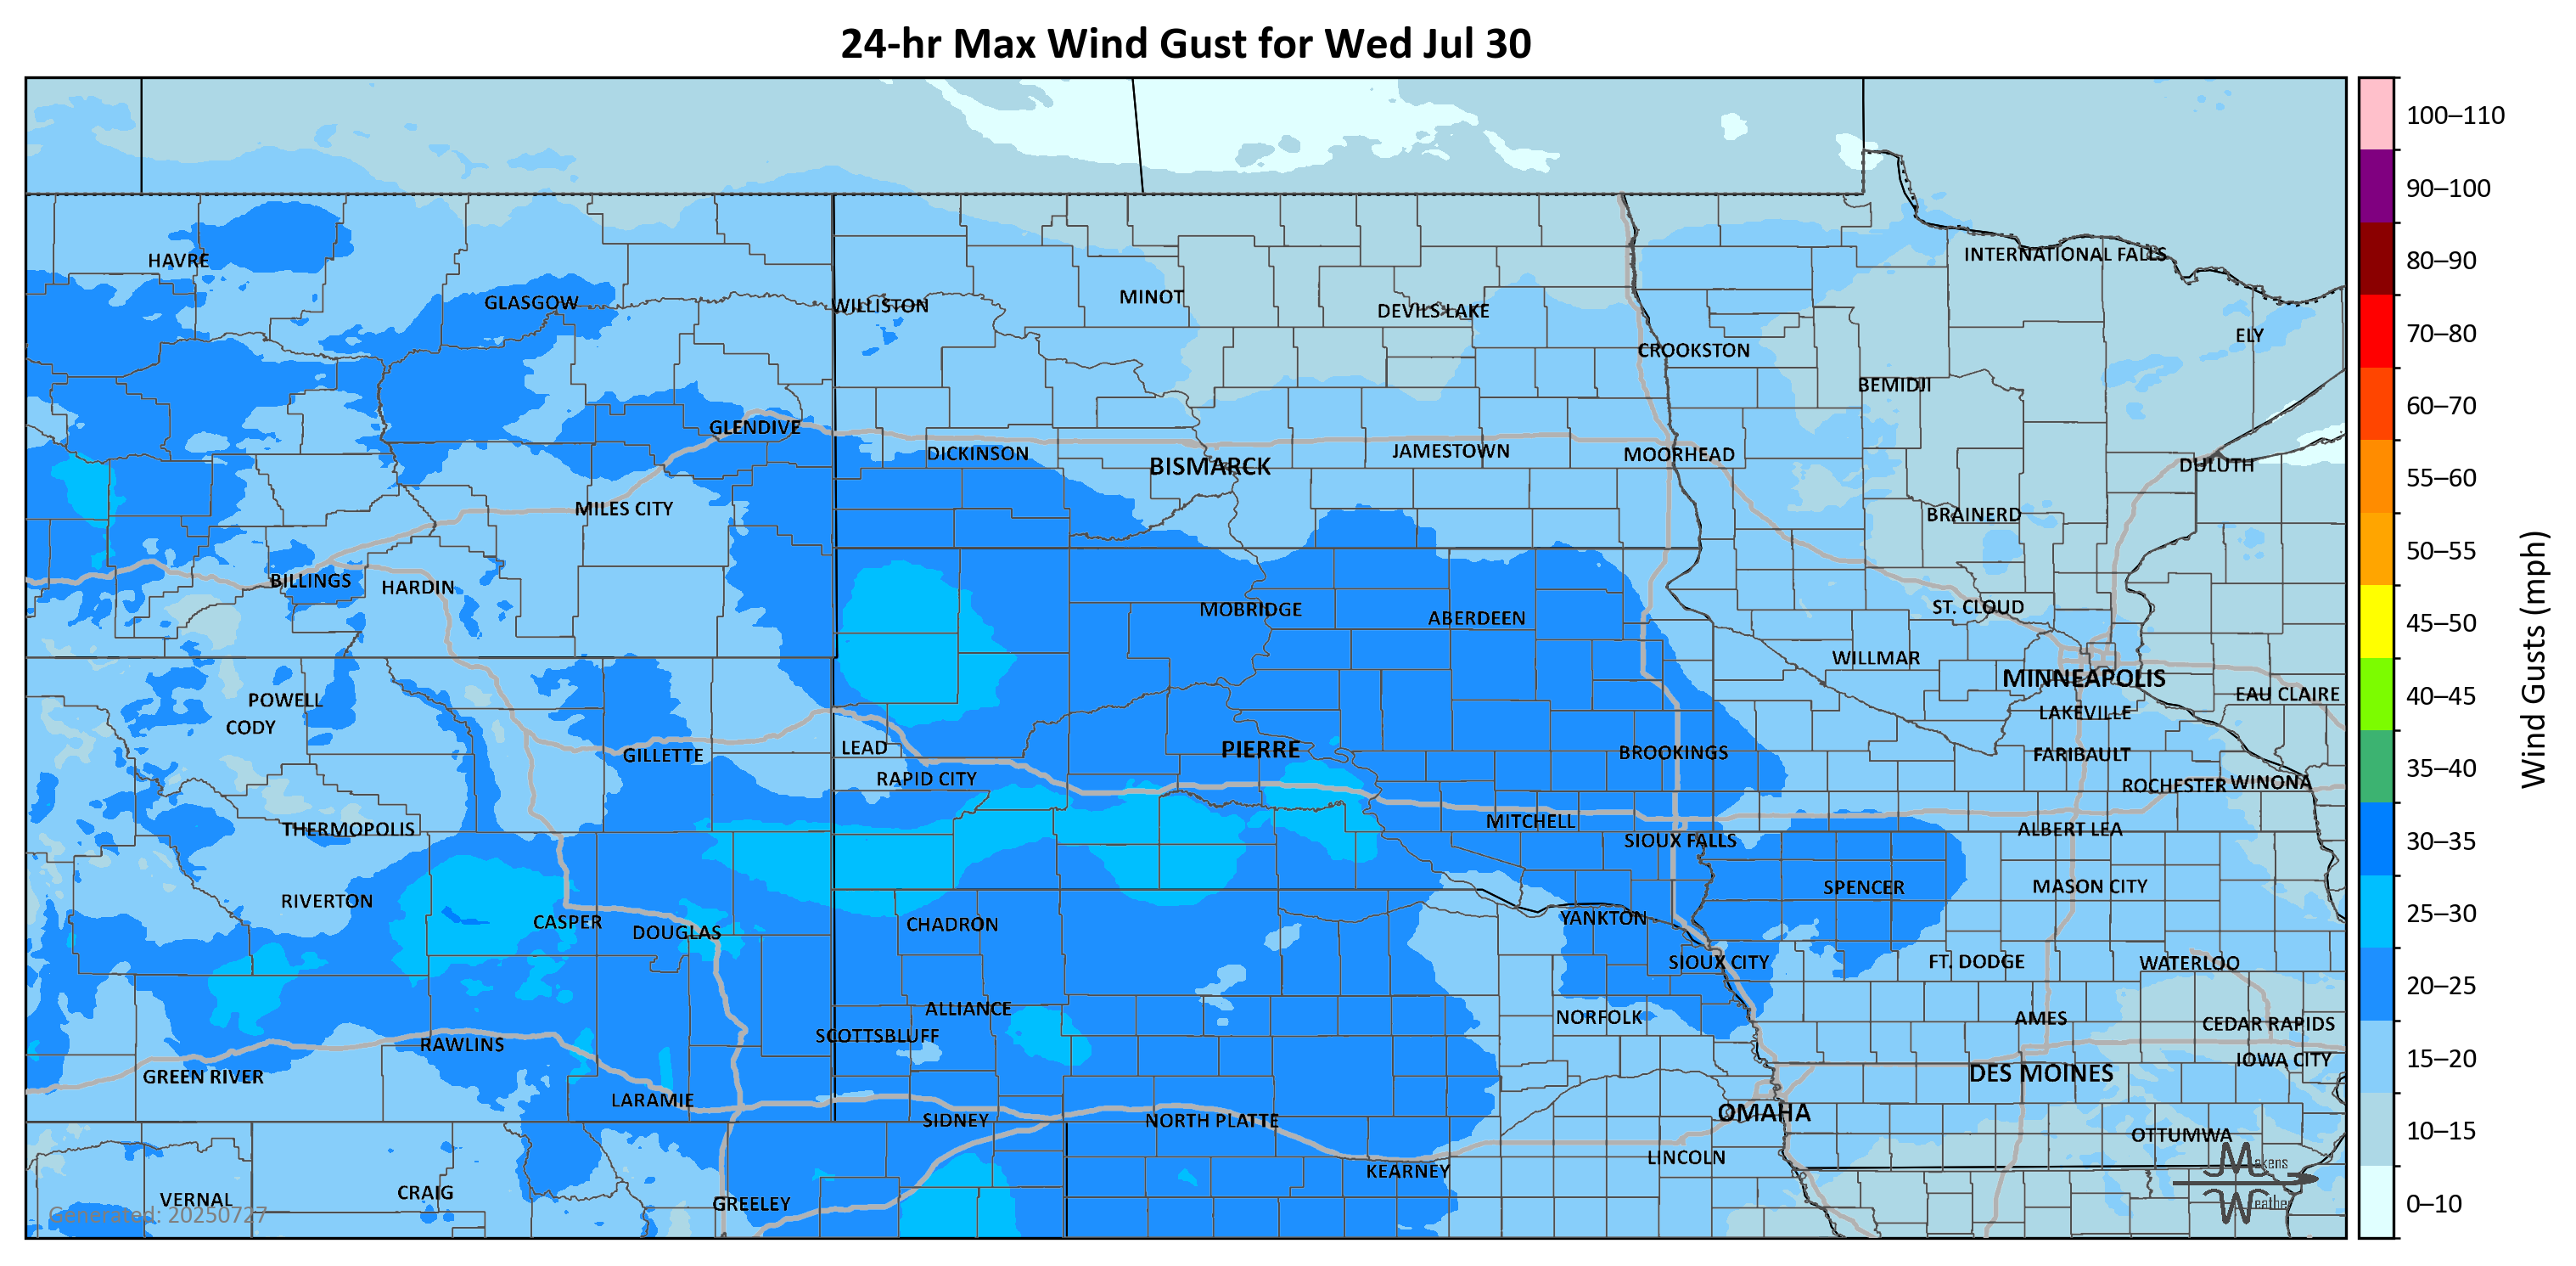 24-hr Max Wind Gust for Wed Jul 30
100–110
90–100
80–90
70–80
60–70
55–60
50–55
45–50
40–45
35–40
30–35
25–30
20–25
15–20
10–15
0–10
Wind Gusts (mph)
HAVRE
INTERNATIONAL FALLS
GLASGOW
WILLISTON
MINOT
DEVILS LAKE
ELY
CROOKSTON
BEMIDJI
GLENDIVE
DICKINSON
BISMARCK
JAMESTOWN
MOORHEAD
DULUTH
MILES CITY
BRAINERD
BILLINGS
HARDIN
MOBRIDGE
ABERDEEN
ST. CLOUD
WILLMAR
MINNEAPOLIS
EAU CLAIRE
POWELL
CODY
LAKEVILLE
GILLETTE
LEAD
PIERRE
BROOKINGS
FARIBAULT
RAPID CITY
ROCHESTER
WINONA
THERMOPOLIS
MITCHELL
SIOUX FALLS
ALBERT LEA
RIVERTON
SPENCER
MASON CITY
CASPER
DOUGLAS
CHADRON
YANKTON
SIOUX CITY
FT. DODGE
WATERLOO
ALLIANCE
NORFOLK
AMES
CEDAR RAPIDS
SCOTTSBLUFF
RAWLINS
IOWA CITY
GREEN RIVER
DES MOINES
LARAMIE
SIDNEY
NORTH PLATTE
OMAHA
OTTUMWA
KEARNEY
LINCOLN
VERNAL
CRAIG
GREELEY
Generated: 20250727
Makens
Weather